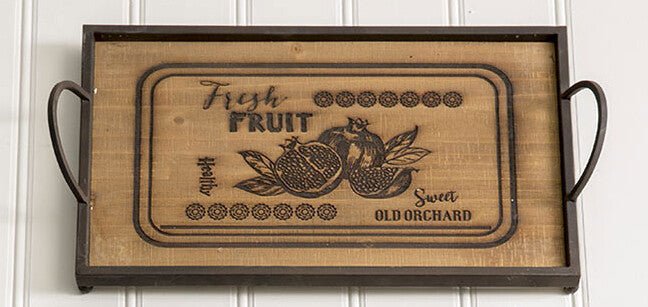 Fresh
FRUIT
Healthy
Sweet
OLD ORCHARD